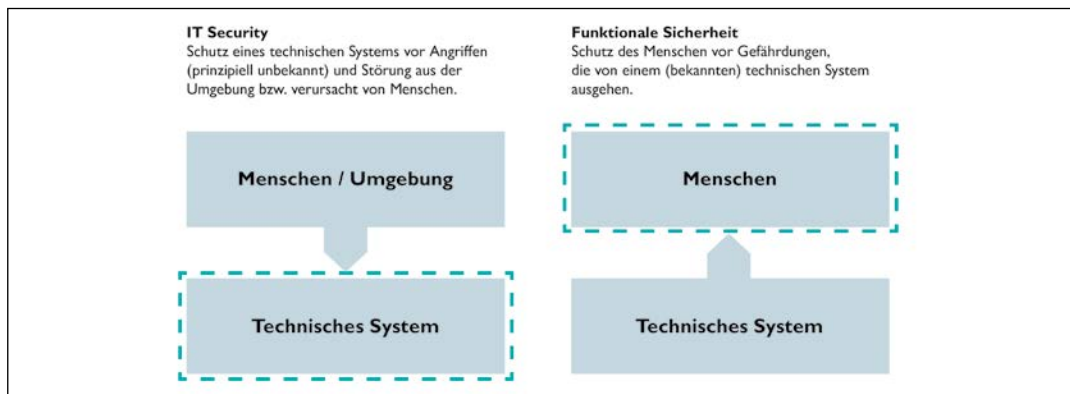 IT Security
Schutz eines technischen Systems vor Angriffen
(prinzipiell unbekannt) und Störung aus der
Umgebung bzw. verursacht von Menschen.
Menschen / Umgebung
Technisches System
Funktionale Sicherheit
Schutz des Menschen vor Gefährdungen,
die von einem (bekannten) technischen System
ausgehen.
Menschen
Technisches System